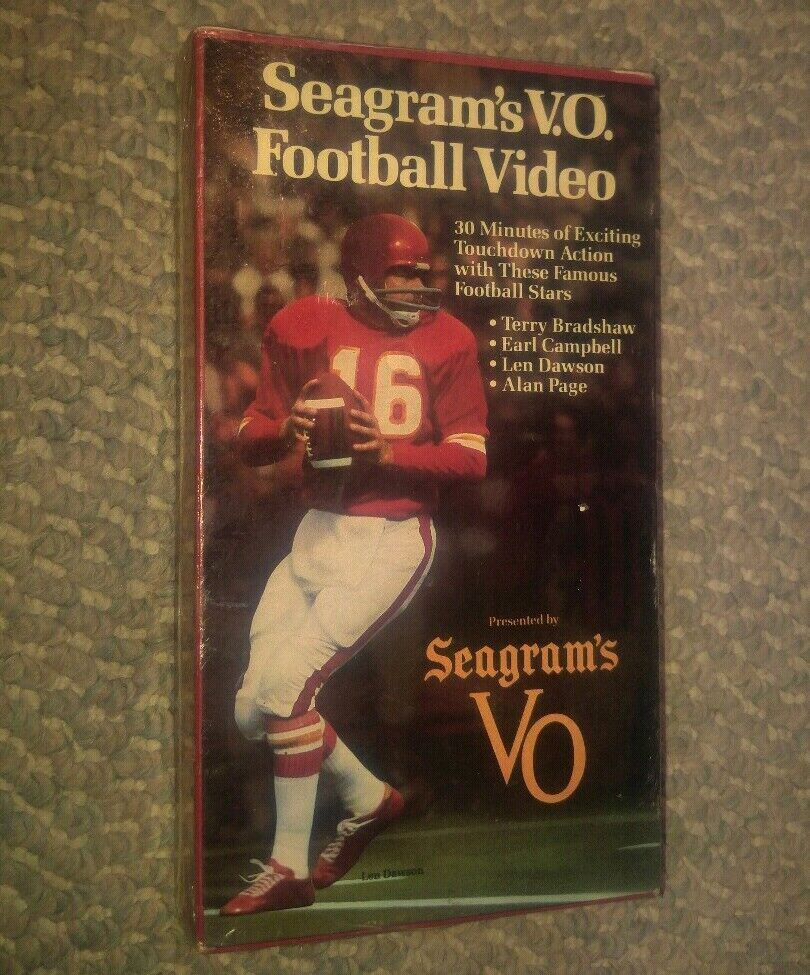 Seagram's V.O.
Football Video
30 Minutes of Exciting
Touchdown Action
with These Famous
Football Stars
• Terry Bradshaw
• Earl Campbell
• Len Dawson
• Alan Page
16
Presented by
Seagram's
VO
Len Dawson